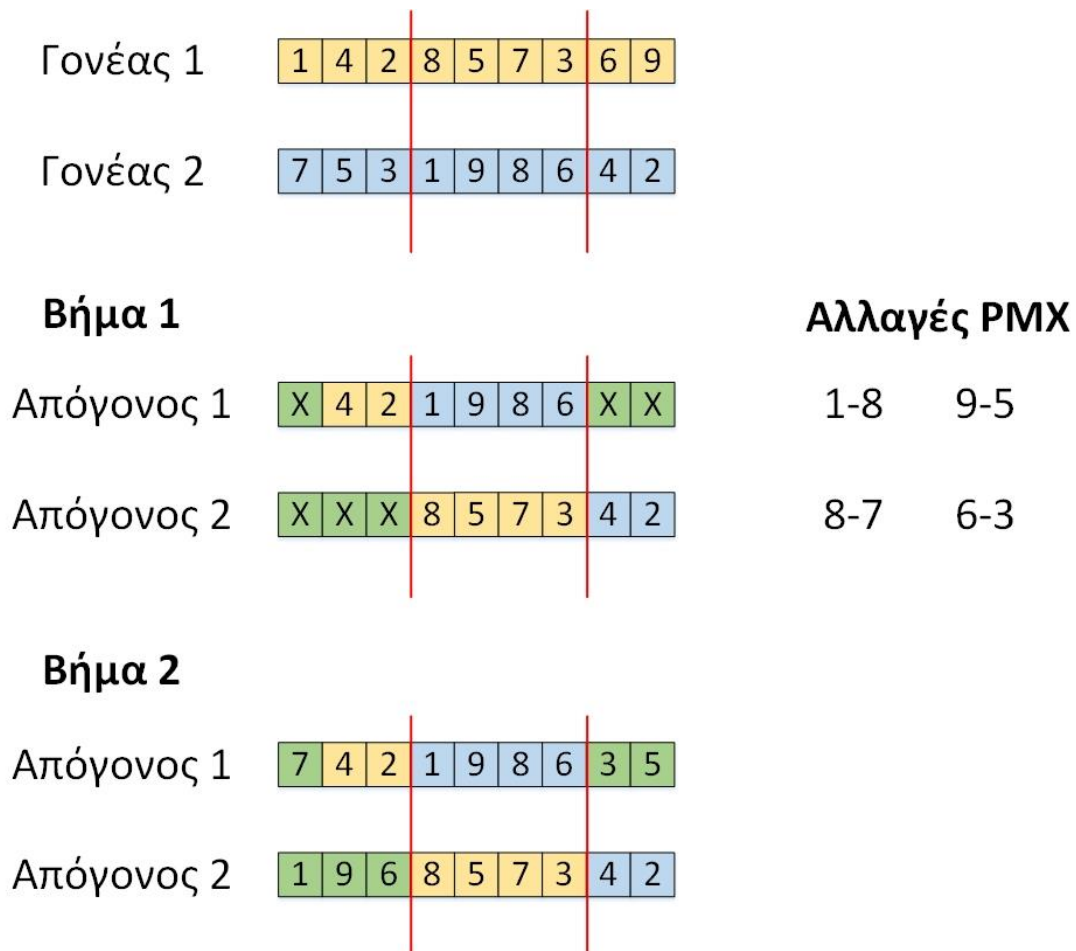 Γονέας 1 1 4 2 8 5 7 3 6 9
Γονέας 2 7 5 3 1 9 8 6 4 2
Βήμα 1 Αλλαγές PMX
Απόγονος 1 X 4 2 1 9 8 6 X X 1-8 9-5
Απόγονος 2 X X X 8 5 7 3 4 2 8-7 6-3
Βήμα 2
Απόγονος 1 7 4 2 1 9 8 6 3 5
Απόγονος 2 1 9 6 8 5 7 3 4 2